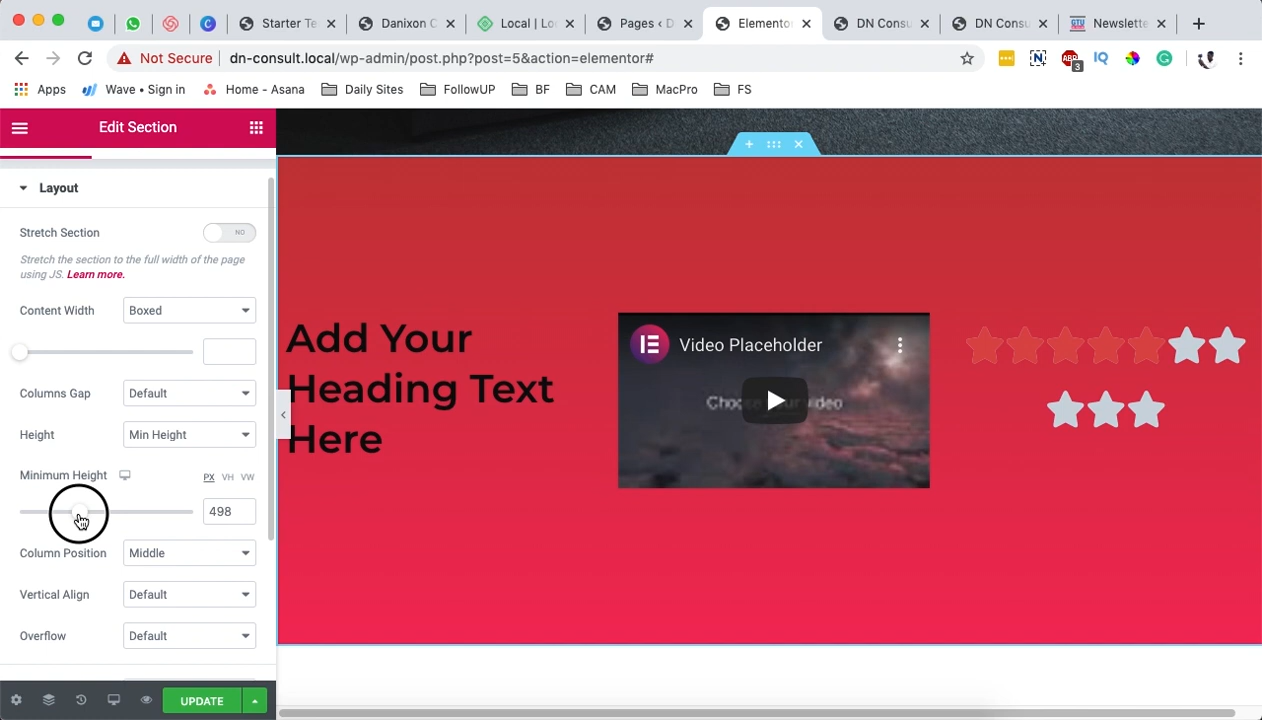 Starter Te
Danixon C
Local | Lo
Pages ‹ D
Elemento
DN Consu
DN Consu
Newslette
Not Secure
dn-consult.local/wp-admin/post.php?post=5&action=elementor#
3
IQ
Apps
Wave • Sign in
Home - Asana
Daily Sites
FollowUP
BF
CAM
MacPro
FS
Edit Section
Layout
Stretch Section
NO
Stretch the section to the full width of the page
using JS. Learn more.
Content Width
Boxed
Columns Gap
Default
Height
Min Height
Minimum Height
PX VH VW
498
Column Position
Middle
Vertical Align
Default
Overflow
Default
UPDATE
Add Your
Heading Text
Here
Video Placeholder